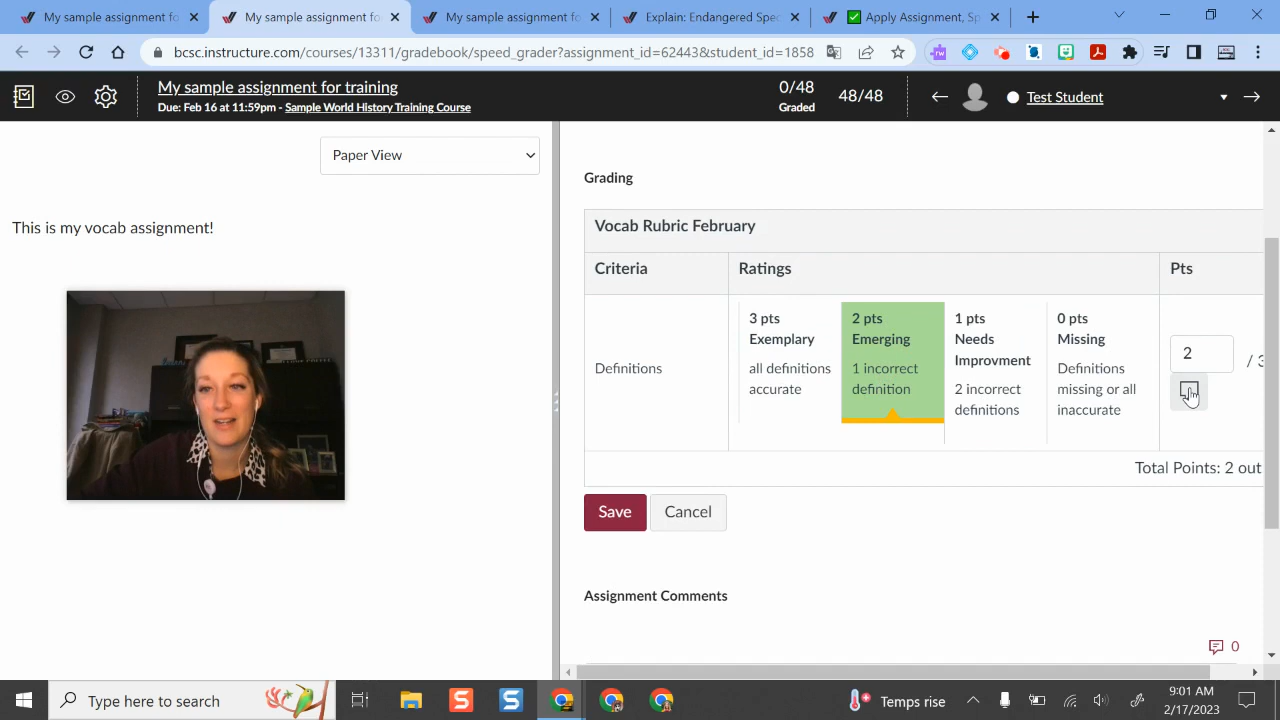 My sample assignment for
My sample assignment fo
My sample assignment fo
Explain: Endangered Spec
Apply Assignment, Sp
bcsc.instructure.com/courses/13311/gradebook/speed_grader?assignment_id=62443&student_id=1858
My sample assignment for training
Due: Feb 16 at 11:59pm - Sample World History Training Course
0/48
Graded
48/48
Test Student
Paper View
This is my vocab assignment!
Grading
Vocab Rubric February
Criteria
Ratings
Pts
Definitions
3 pts
Exemplary
all definitions
accurate
2 pts
Emerging
1 incorrect
definition
1 pts
Needs
Improvment
2 incorrect
definitions
0 pts
Missing
Definitions
missing or all
inaccurate
2
/ 3
Total Points: 2 out
Save
Cancel
Assignment Comments
0
Type here to search
Temps rise
9:01 AM
2/17/2023